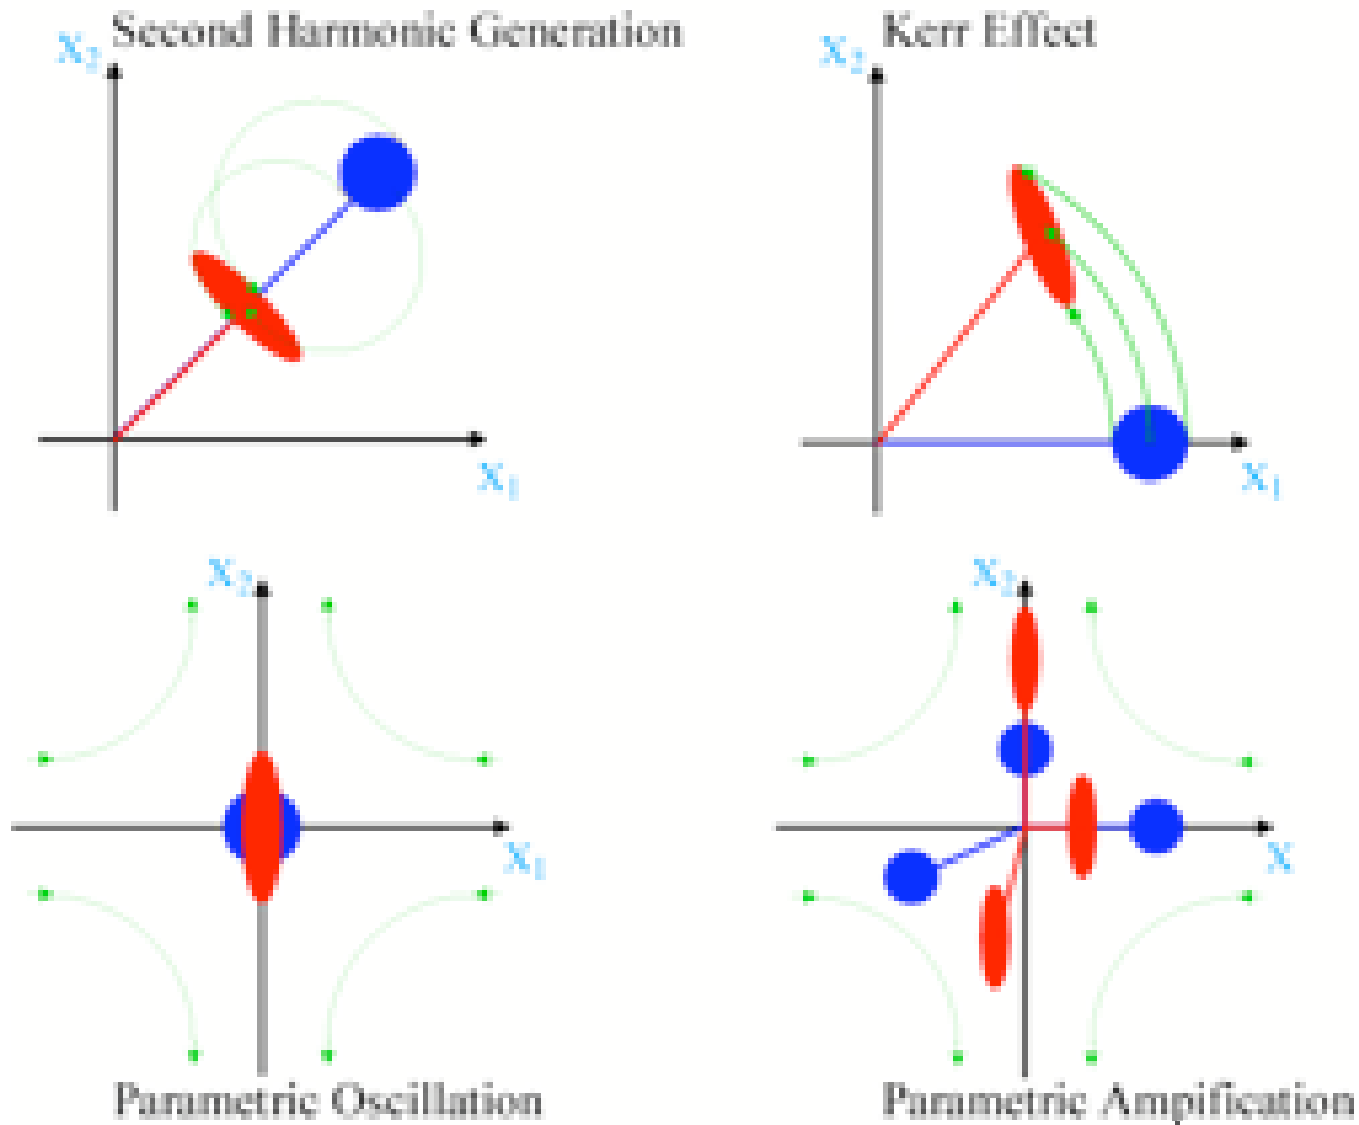 Second Harmonic Generation
Kerr Effect
X₂
X₂
X₁
X₁
X₂
X₂
X₁
X
Parametric Oscillation
Parametric Ampification